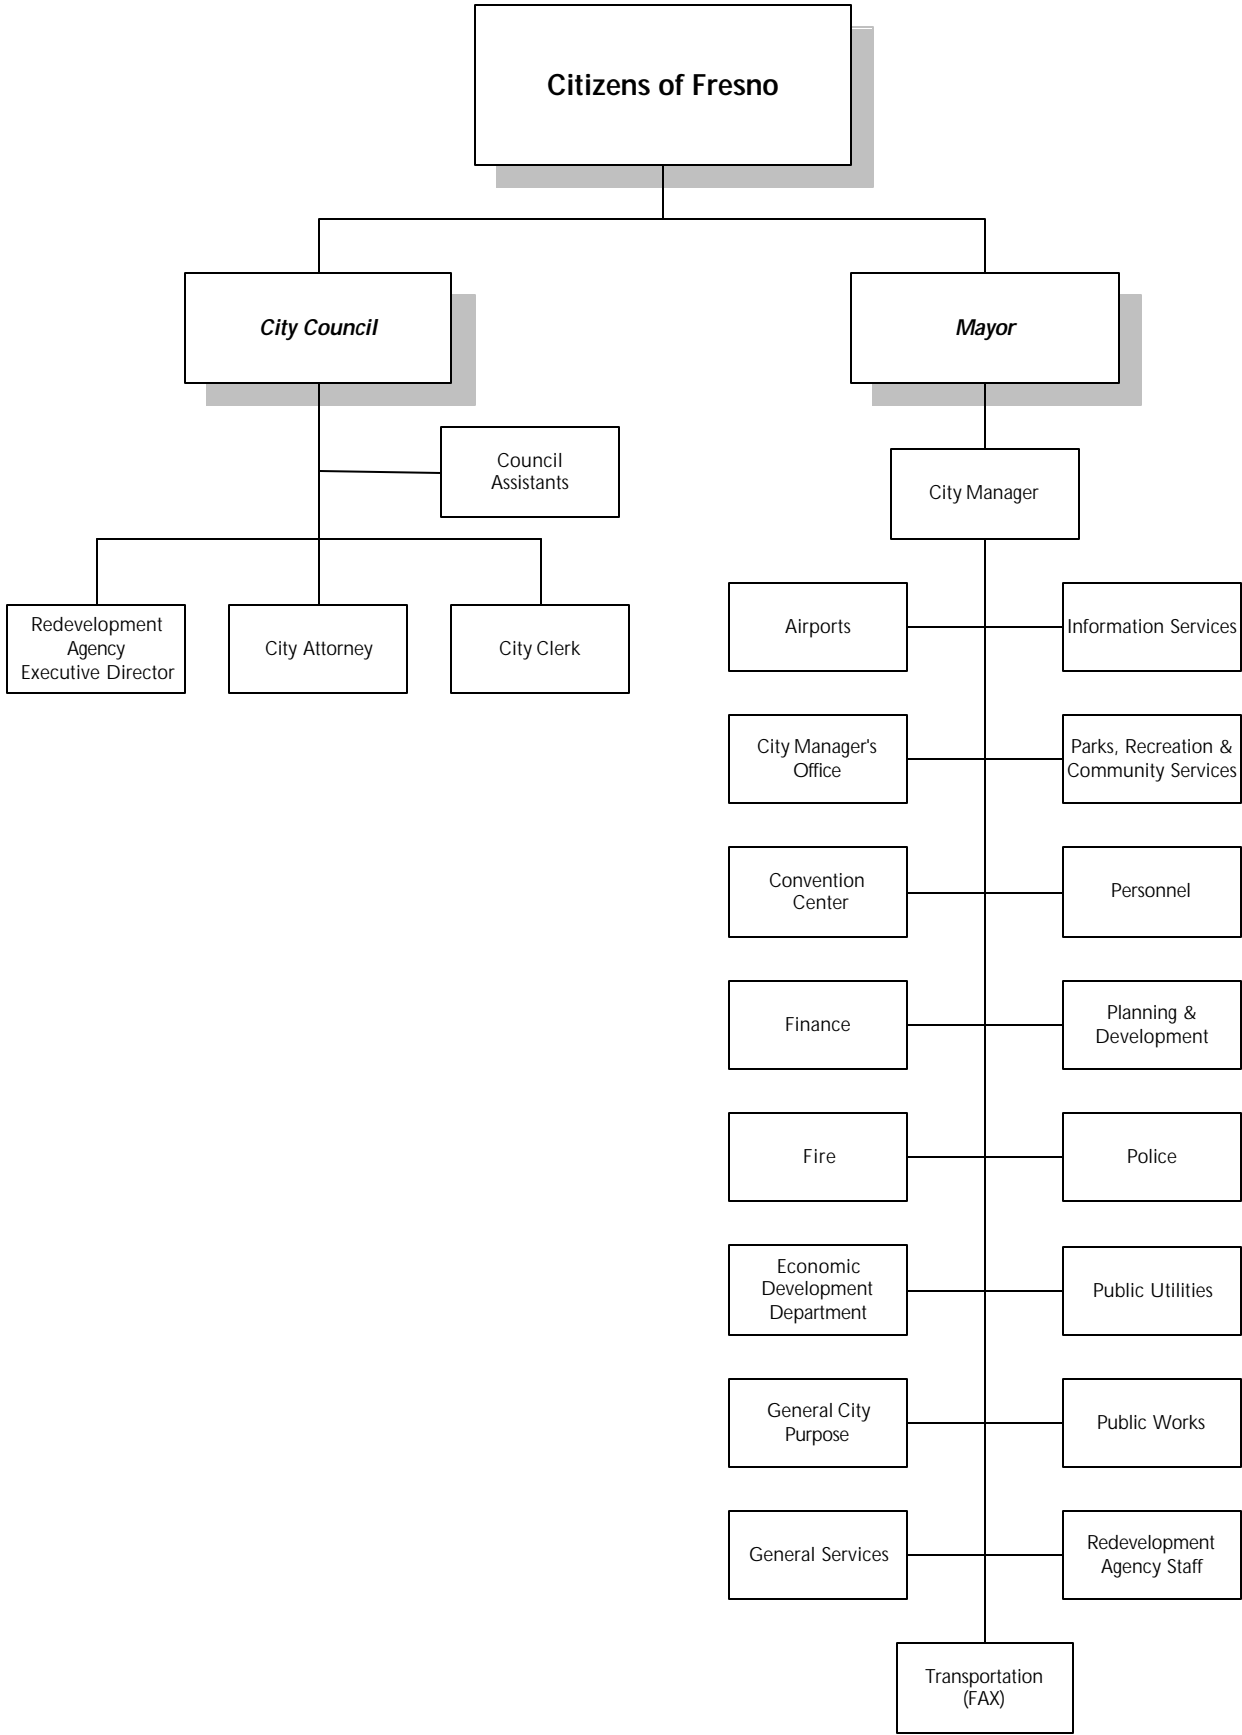 Citizens of Fresno
City Council
Mayor
Council
Assistants
City Manager
Redevelopment
Agency
Executive Director
City Attorney
City Clerk
Airports
Information Services
City Manager's
Office
Parks, Recreation &
Community Services
Convention
Center
Personnel
Finance
Planning &
Development
Fire
Police
Economic
Development
Department
Public Utilities
General City
Purpose
Public Works
General Services
Redevelopment
Agency Staff
Transportation
(FAX)